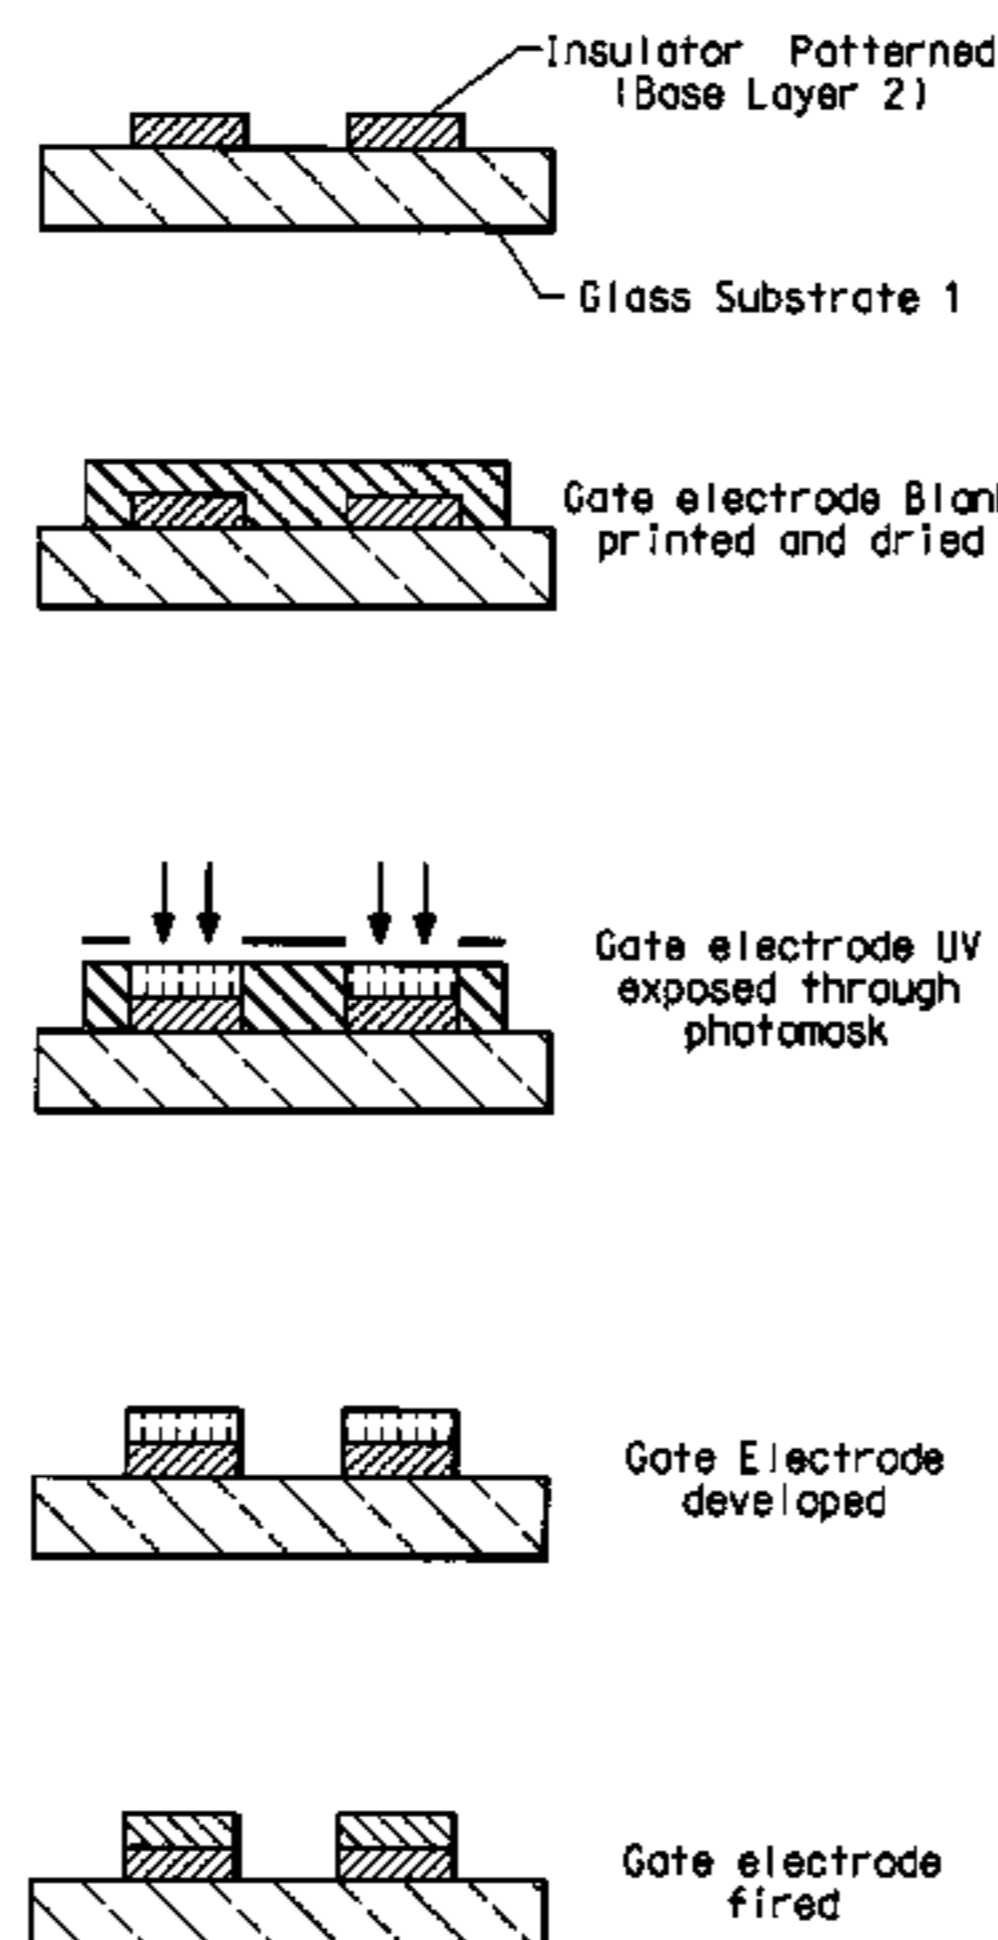 Insulator Patterned
(Base Layer 2)
Glass Substrate 1
Gate electrode
printed and dried
Gate electrode UV
exposed through
photomask
Gate Electrode
developed
Gate electrode
fired